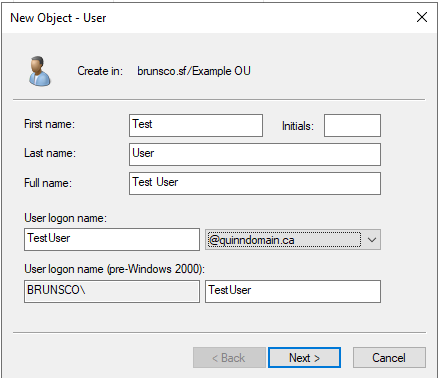 New Object - User
Create in: brunsco.sf/Example OU
First name: Test Initials:
Last name: User
Full name: Test User
User logon name:
TestUser @quinndomain.ca
User logon name (pre-Windows 2000):
BRUNSCO\ TestUser
< Back Next > Cancel